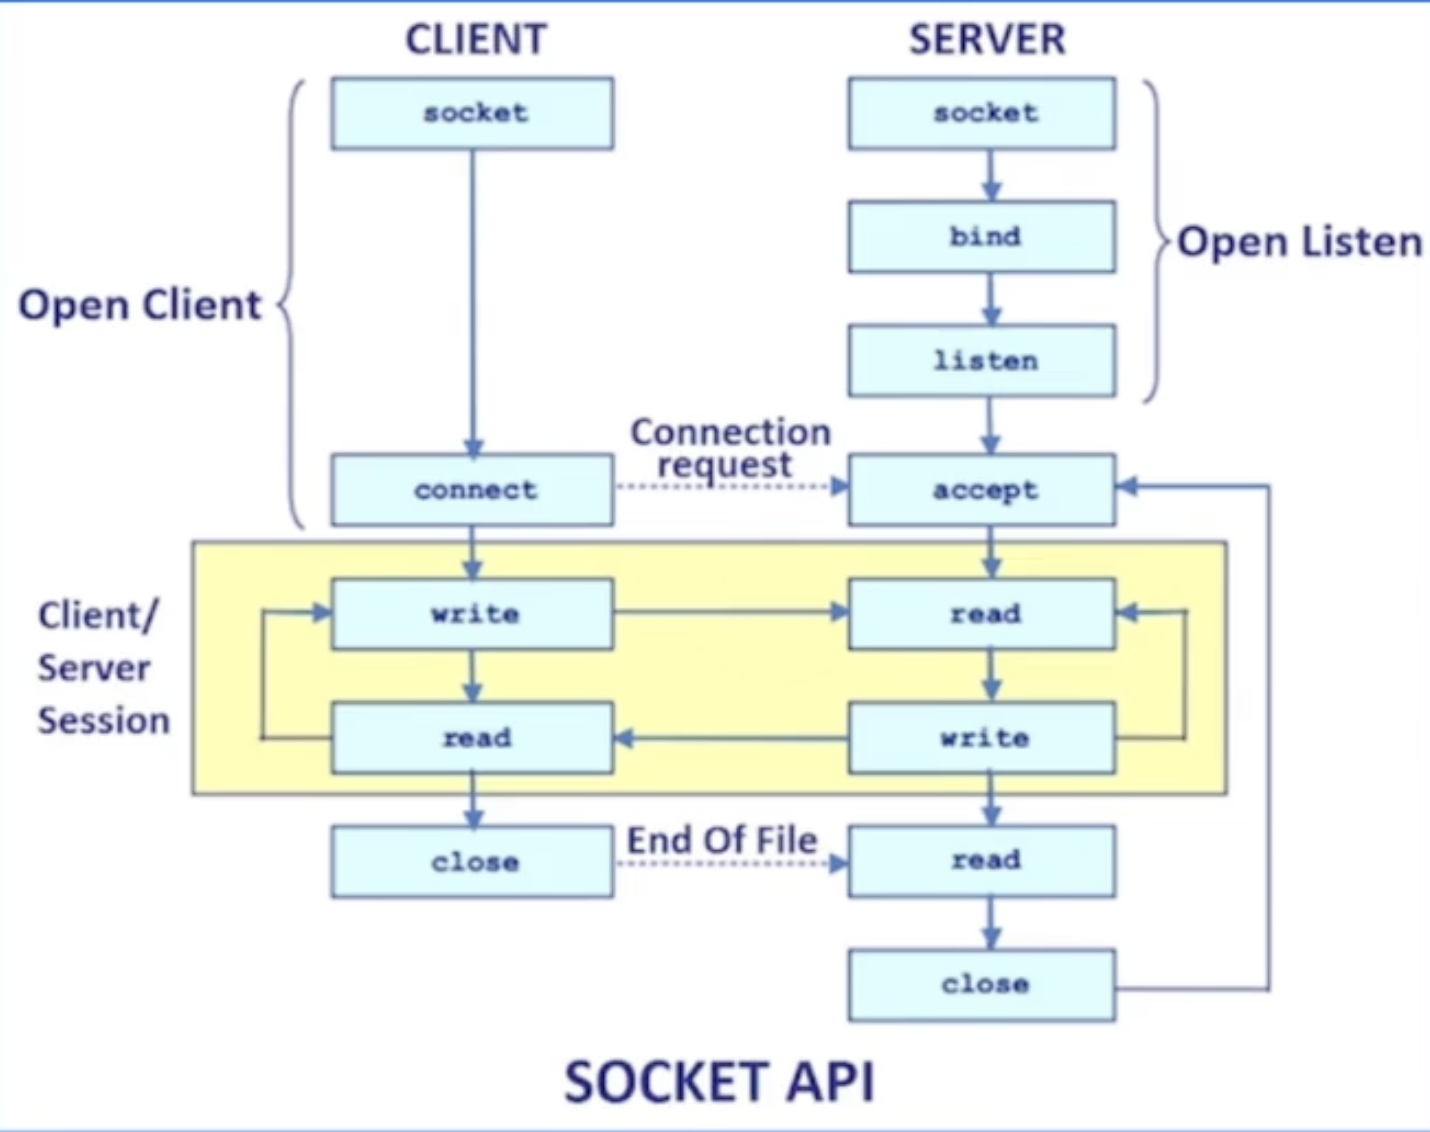 CLIENT
SERVER
socket
socket
bind
Open Listen
Open Client
listen
Connection
request
connect
accept
Client/
Server
Session
write
read
read
write
End Of File
close
read
close
SOCKET API